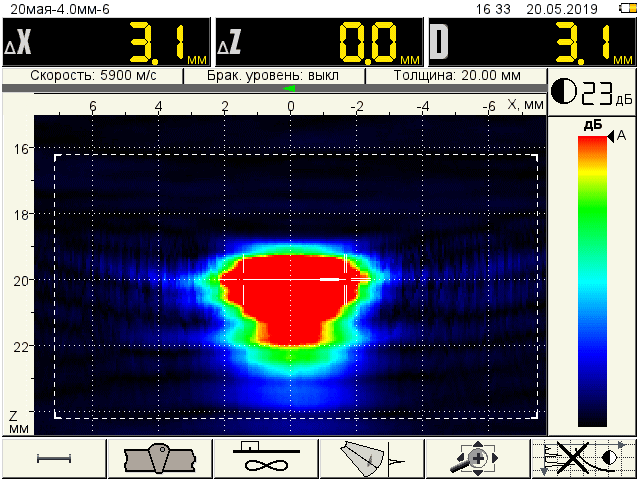 20мая-4.0мм-6 16 33 20.05.2019
ΔX 3.1 мм ΔZ 0.0 мм D 3.1 мм
Скорость: 5900 м/с Брак. уровень: выкл Толщина: 20.00 мм
23 дБ
6 4 2 0 -2 -4 -6 X, мм
дБ
A
16
18
20
22
Z
мм